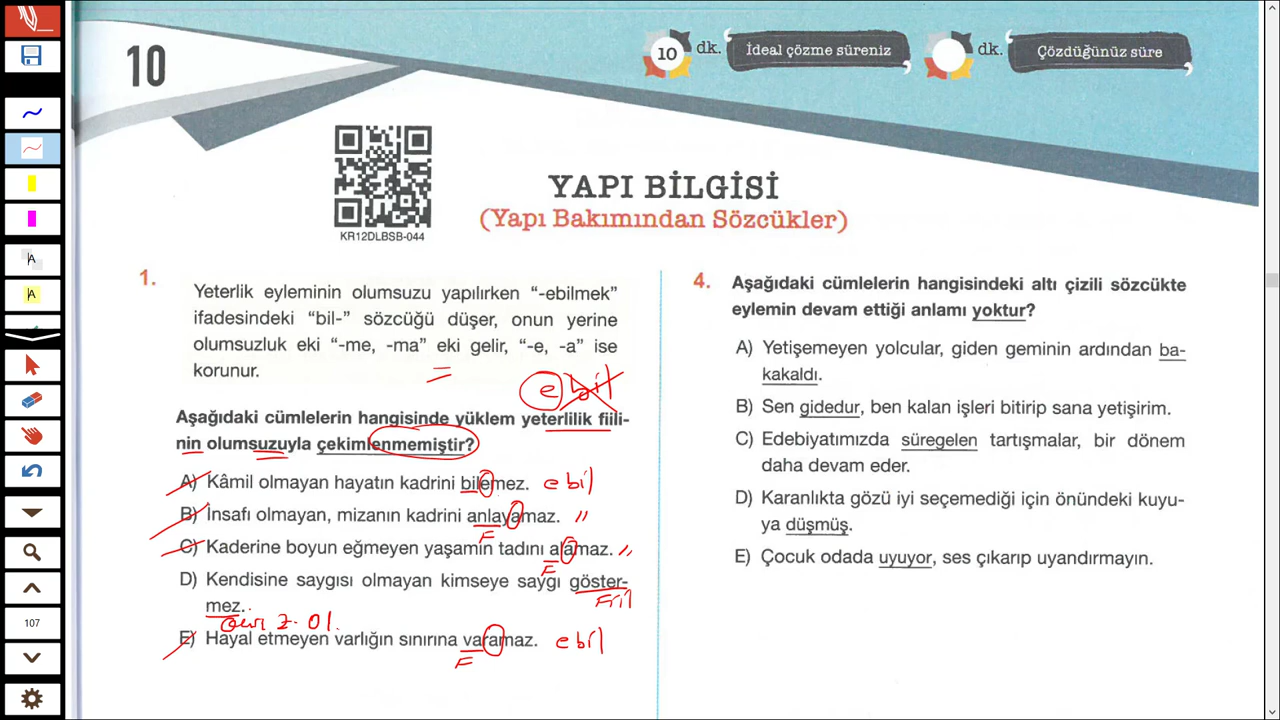 10
10 dk. İdeal çözme süreniz
dk. Çözdüğünüz süre
KR12DLBSB-044
YAPI BİLGİSİ
(Yapı Bakımından Sözcükler)
1.
Yeterlik eyleminin olumsuzu yapılırken “-ebilmek”
ifadesindeki “bil-” sözcüğü düşer, onun yerine
olumsuzluk eki “-me, -ma” eki gelir, “-e, -a” ise
korunur.
e bil
Aşağıdaki cümlelerin hangisinde yüklem yeterlilik fiili-
nin olumsuzuyla çekimlenmemiştir?
A) Kâmil olmayan hayatın kadrini bilemez. ebil
B) İnsafı olmayan, mizanın kadrini anlayamaz. "
F
C) Kaderine boyun eğmeyen yaşamin tadını alamaz. "
F
D) Kendisine saygısı olmayan kimseye saygı göster-
mez.
Fiil
z. Ol.
E) Hayal etmeyen varlığın sınırına varamaz. ebil
F
4. Aşağıdaki cümlelerin hangisindeki altı çizili sözcükte
eylemin devam ettiği anlamı yoktur?
A) Yetişemeyen yolcular, giden geminin ardından ba-
kakaldı.
B) Sen gidedur, ben kalan işleri bitirip sana yetişirim.
C) Edebiyatımızda süregelen tartışmalar, bir dönem
daha devam eder.
D) Karanlıkta gözü iyi seçemediği için önündeki kuyu-
ya düşmüş.
E) Çocuk odada uyuyor, ses çıkarıp uyandırmayın.
A
A
107